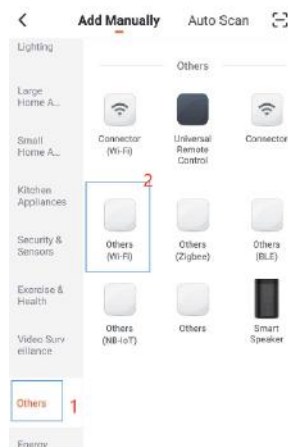 Add Manually Auto Scan
Lighting
Others
Large
Home A...
Small
Home A...
Connector
(Wi-Fi)
Universal
Remote
Control
Connector
Kitchen
Appliances
2
Security &
Sensors
Others
(Wi-Fi)
Others
(Zigbee)
Others
(BLE)
Exercise &
Health
Others
(NB-IoT)
Others
Smart
Speaker
Video Surv
eillance
Others
1
Energy